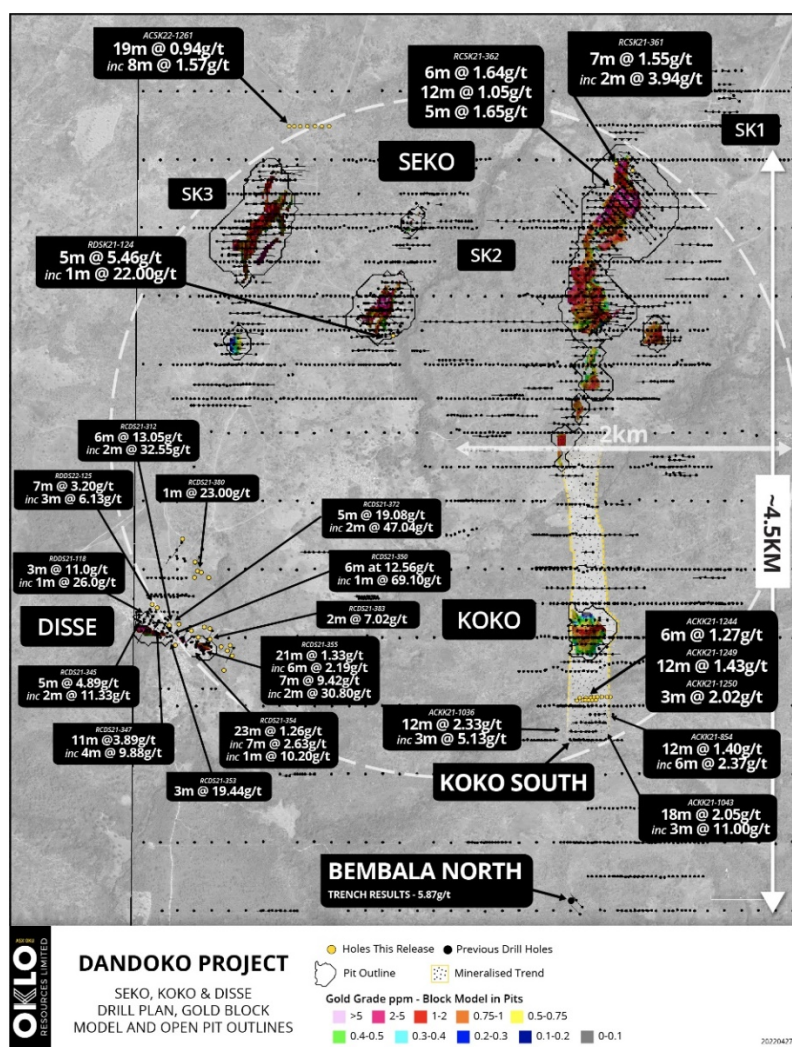 ACSK22-1261
19m @ 0.94g/t
inc 8m @ 1.57g/t
RCSK21-362
6m @ 1.64g/t
12m @ 1.05g/t
5m @ 1.65g/t
RCSK21-361
7m @ 1.55g/t
inc 2m @ 3.94g/t
SK1
SEKO
SK3
RDSK21-124
5m @ 5.46g/t
inc 1m @ 22.00g/t
SK2
2km
~4.5KM
RCDS21-312
6m @ 13.05g/t
inc 2m @ 32.55g/t
RDDS22-125
7m @ 3.20g/t
inc 3m @ 6.13g/t
RCDS21-380
1m @ 23.00g/t
RCDS21-372
5m @ 19.08g/t
inc 2m @ 47.04g/t
RDDS21-118
3m @ 11.0g/t
inc 1m @ 26.0g/t
RCDS21-350
6m at 12.56g/t
inc 1m @ 69.10g/t
RCDS21-383
2m @ 7.02g/t
DISSE
KOKO
RCDS21-355
21m @ 1.33g/t
inc 6m @ 2.19g/t
7m @ 9.42g/t
inc 2m @ 30.80g/t
ACKK21-1244
6m @ 1.27g/t
ACKK21-1249
12m @ 1.43g/t
ACKK21-1250
3m @ 2.02g/t
RCDS21-345
5m @ 4.89g/t
inc 2m @ 11.33g/t
RCDS21-347
11m @3.89g/t
inc 4m @ 9.88g/t
RCDS21-354
23m @ 1.26g/t
inc 7m @ 2.63g/t
inc 1m @ 10.20g/t
RCDS21-353
3m @ 19.44g/t
ACKK21-1036
12m @ 2.33g/t
inc 3m @ 5.13g/t
ACKK21-854
12m @ 1.40g/t
inc 6m @ 2.37g/t
KOKO SOUTH
ACKK21-1043
18m @ 2.05g/t
inc 3m @ 11.00g/t
BEMBALA NORTH
TRENCH RESULTS - 5.87g/t
ASX OKU
OKLO
RESOURCES LIMITED
DANDOKO PROJECT
SEKO, KOKO & DISSE
DRILL PLAN, GOLD BLOCK
MODEL AND OPEN PIT OUTLINES
Holes This Release
Previous Drill Holes
Pit Outline
Mineralised Trend
Gold Grade ppm - Block Model in Pits
>5 2-5 1-2 0.75-1 0.5-0.75
0.4-0.5 0.3-0.4 0.2-0.3 0.1-0.2 0-0.1
20220427